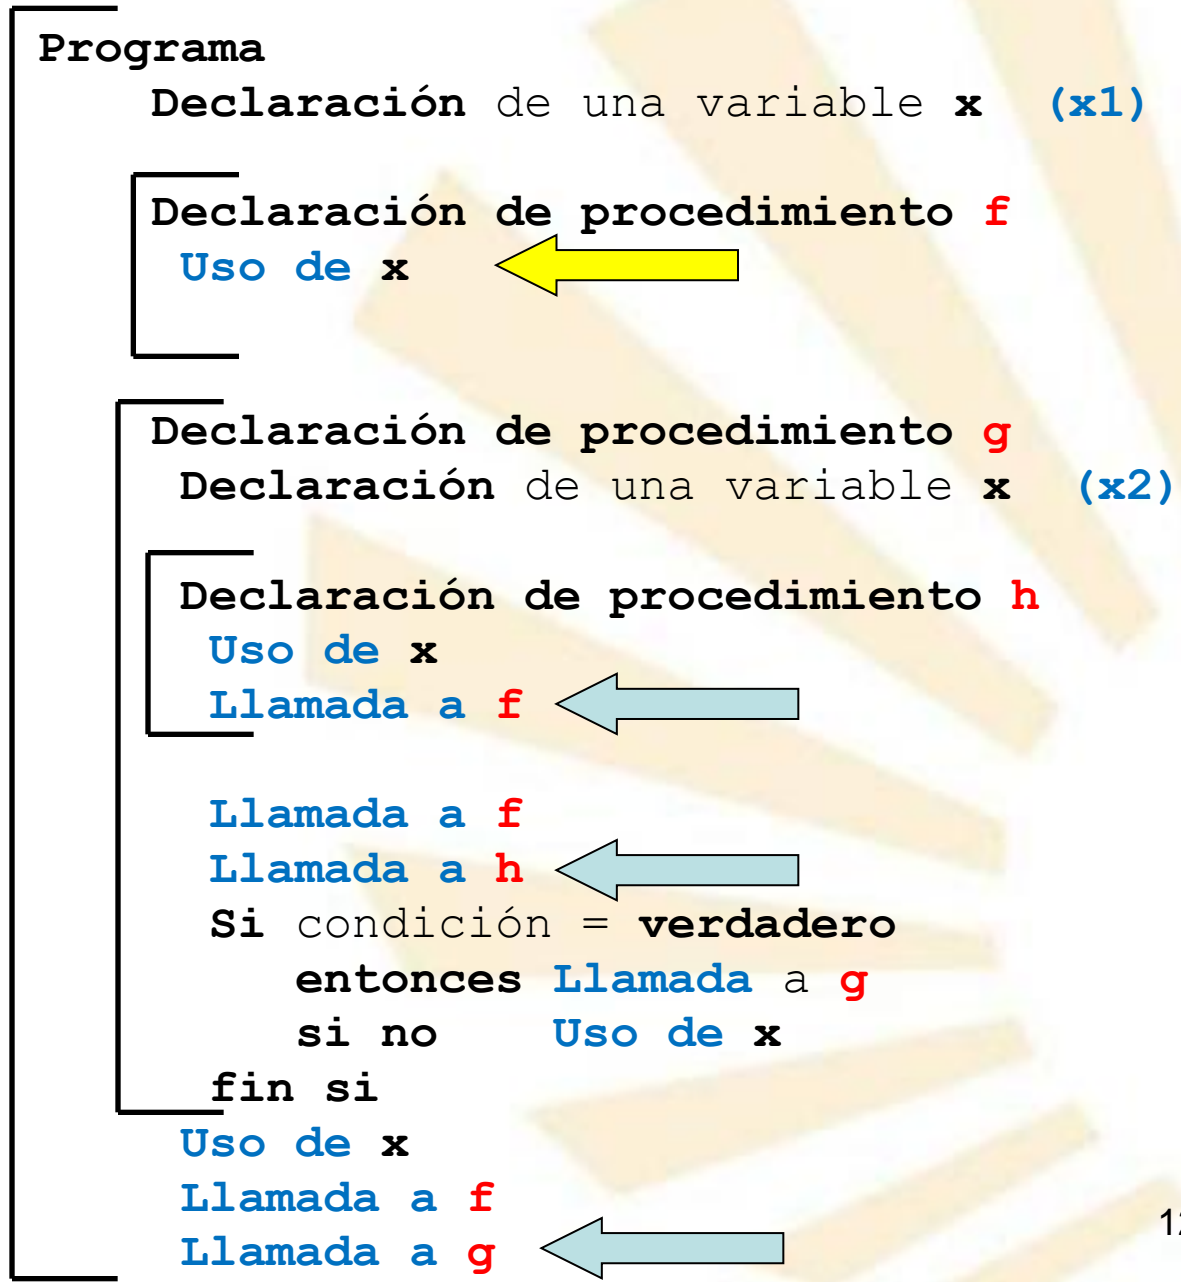 Programa
Declaración de una variable x (x1)
Declaración de procedimiento f
Uso de x
Declaración de procedimiento g
Declaración de una variable x (x2)
Declaración de procedimiento h
Uso de x
Llamada a f
Llamada a f
Llamada a h
Si condición = verdadero
entonces Llamada a g
si no Uso de x
fin si
Uso de x
Llamada a f
Llamada a g